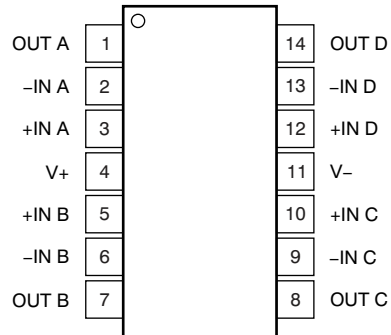 OUT A 1 14 OUT D
–IN A 2 13 –IN D
+IN A 3 12 +IN D
V+ 4 11 V–
+IN B 5 10 +IN C
–IN B 6 9 –IN C
OUT B 7 8 OUT C